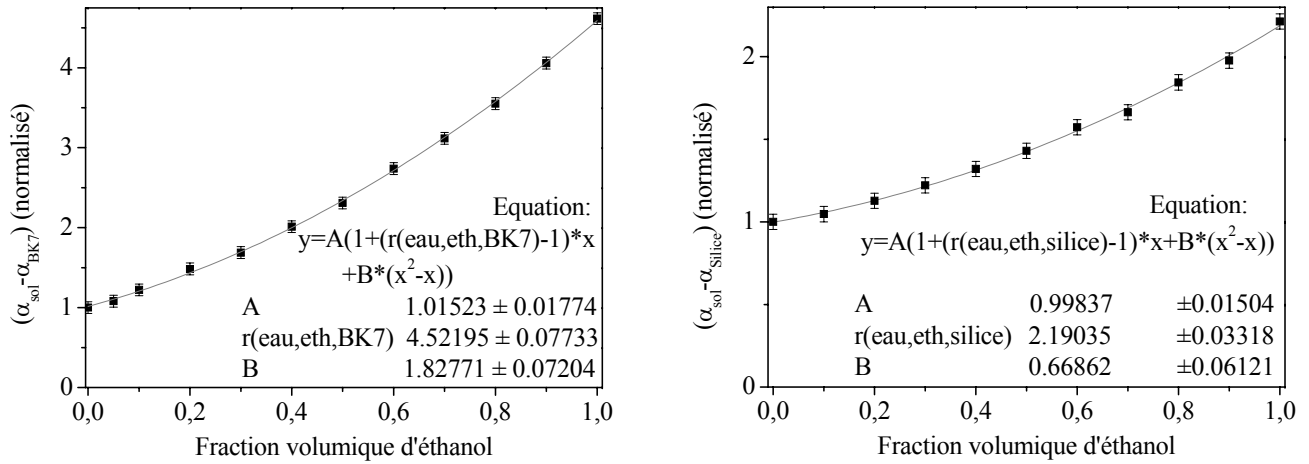 (α_sol-α_BK7) (normalisé)
4
3
2
1
0
0,0 0,2 0,4 0,6 0,8 1,0
Fraction volumique d'éthanol
Equation:
y=A(1+(r(eau,eth,BK7)-1)*x
+B*(x²-x))
A 1.01523 ± 0.01774
r(eau,eth,BK7) 4.52195 ± 0.07733
B 1.82771 ± 0.07204
(α_sol-α_Silice) (normalisé)
2
1
0
0,0 0,2 0,4 0,6 0,8 1,0
Fraction volumique d'éthanol
Equation:
y=A(1+(r(eau,eth,silice)-1)*x+B*(x²-x))
A 0.99837 ±0.01504
r(eau,eth,silice) 2.19035 ±0.03318
B 0.66862 ±0.06121